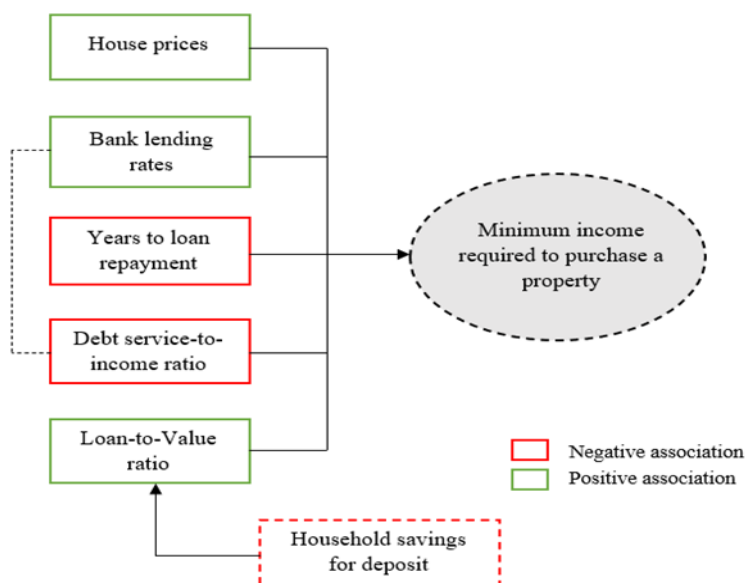 House prices
Bank lending
rates
Years to loan
repayment
Debt service-to-
income ratio
Loan-to-Value
ratio
Household savings
for deposit
Minimum income
required to purchase a
property
Negative association
Positive association